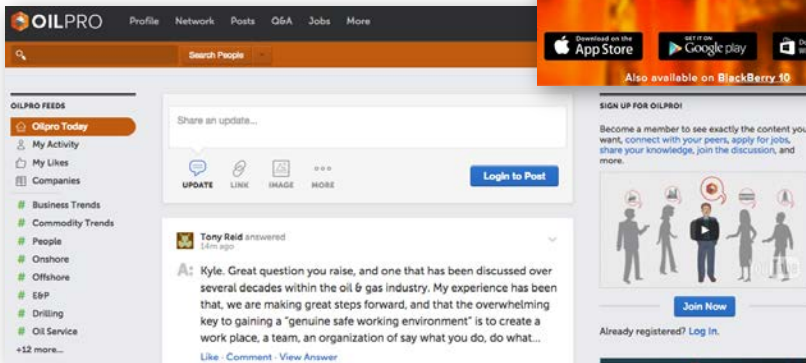 OILPRO
Profile Network Posts Q&A Jobs More
Search People
Download on the
App Store
GET IT ON
Google play
Also available on BlackBerry 10
OILPRO FEEDS
Oilpro Today
My Activity
My Likes
Companies
# Business Trends
# Commodity Trends
# People
# Onshore
# Offshore
# E&P
# Drilling
# Oil Service
+12 more...
Share an update...
UPDATE LINK IMAGE MORE
Login to Post
Tony Reid answered
14m ago
A: Kyle. Great question you raise, and one that has been discussed over
several decades within the oil & gas industry. My experience has been
that, we are making great steps forward, and that the overwhelming
key to gaining a "genuine safe working environment" is to create a
work place, a team, an organization of say what you do, do what...
Like · Comment · View Answer
SIGN UP FOR OILPRO!
Become a member to see exactly the content you
want, connect with your peers, apply for jobs,
share your knowledge, join the discussion, and
more.
Join Now
Already registered? Log In.